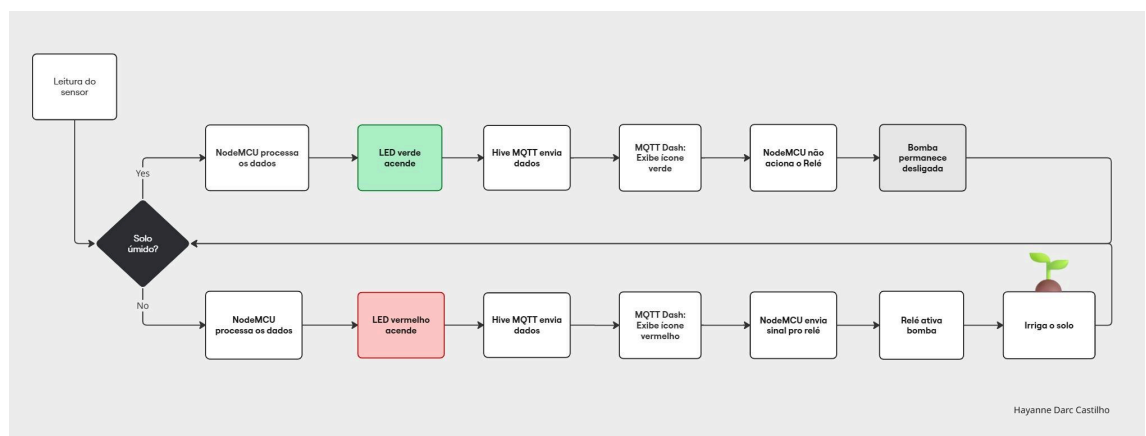 Leitura do
sensor
NodeMCU processa
os dados
LED verde
acende
Hive MQTT envia
dados
MQTT Dash:
Exibe ícone
verde
NodeMCU não
aciona o Relé
Bomba
permanece
desligada
Yes
Solo
úmido?
No
NodeMCU
processa os dados
LED vermelho
acende
Hive MQTT envia
dados
MQTT Dash:
Exibe ícone
vermelho
NodeMCU envia
sinal pro relé
Relé ativa
bomba
Irriga o solo
Hayanne Darc Castilho